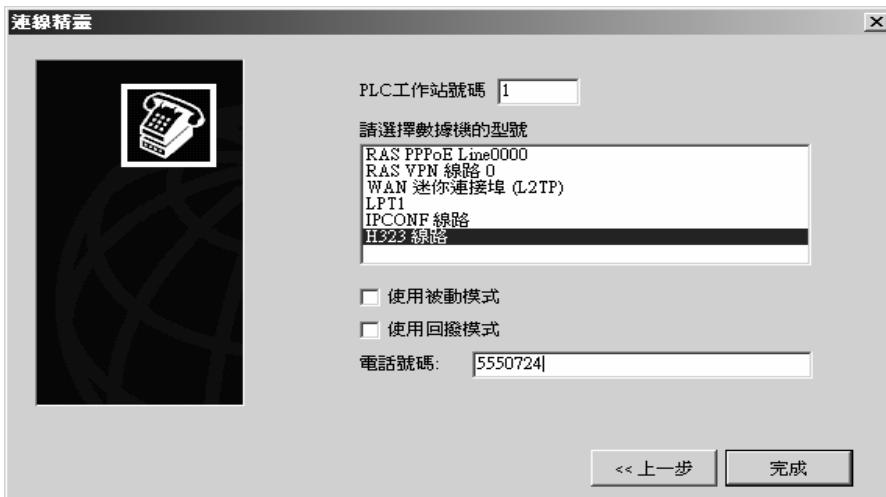 連線精靈
PLC工作站號碼 1
請選擇數據機的型號
RAS PPPoE Line0000
RAS VPN 線路 0
WAN 迷你連接埠 (L2TP)
LPT1
IPCONF 線路
H323 線路
使用被動模式
使用回撥模式
電話號碼: 5550724
<< 上一步
完成